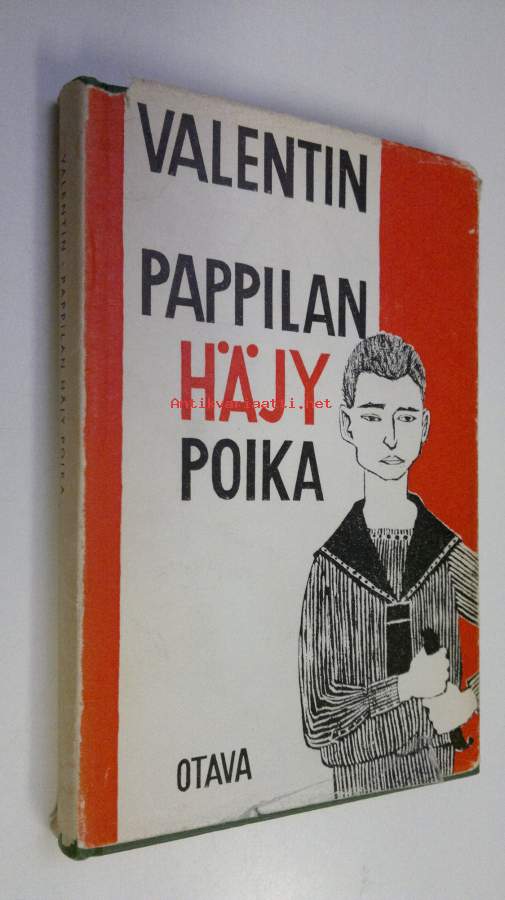 VALENTIN
PAPPILAN
HÄJY
Antikvariaatti.net
POIKA
OTAVA
VALENTIN - PAPPILAN HÄJY POIKA